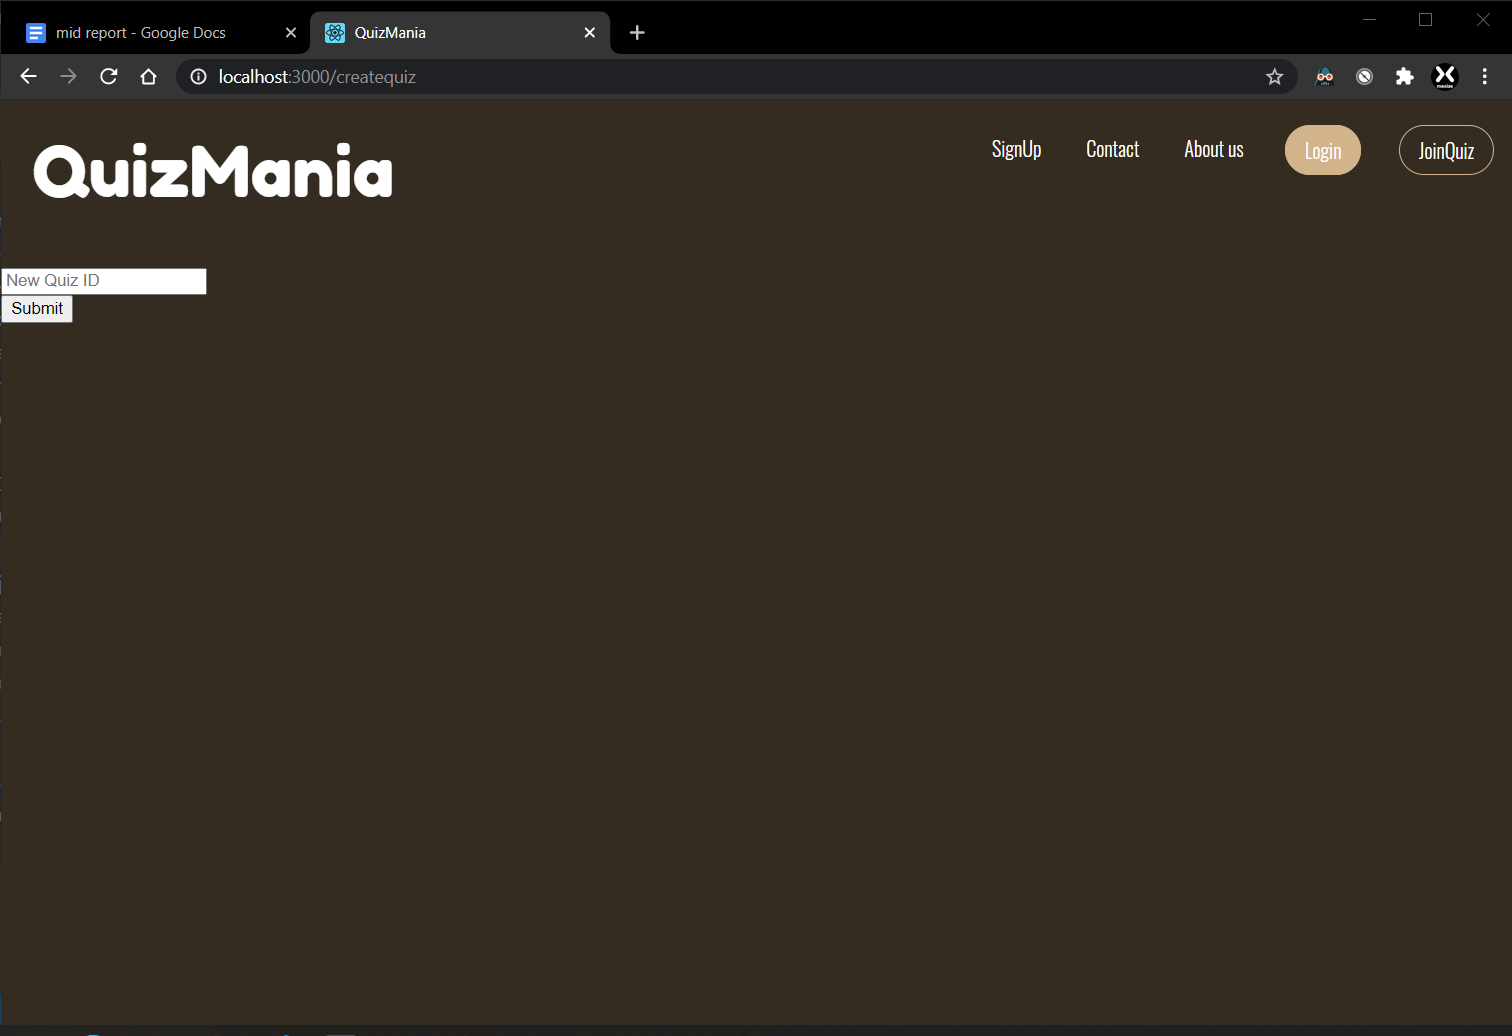 mid report - Google Docs
QuizMania
localhost:3000/createquiz
QuizMania
SignUp
Contact
About us
Login
JoinQuiz
New Quiz ID
Submit